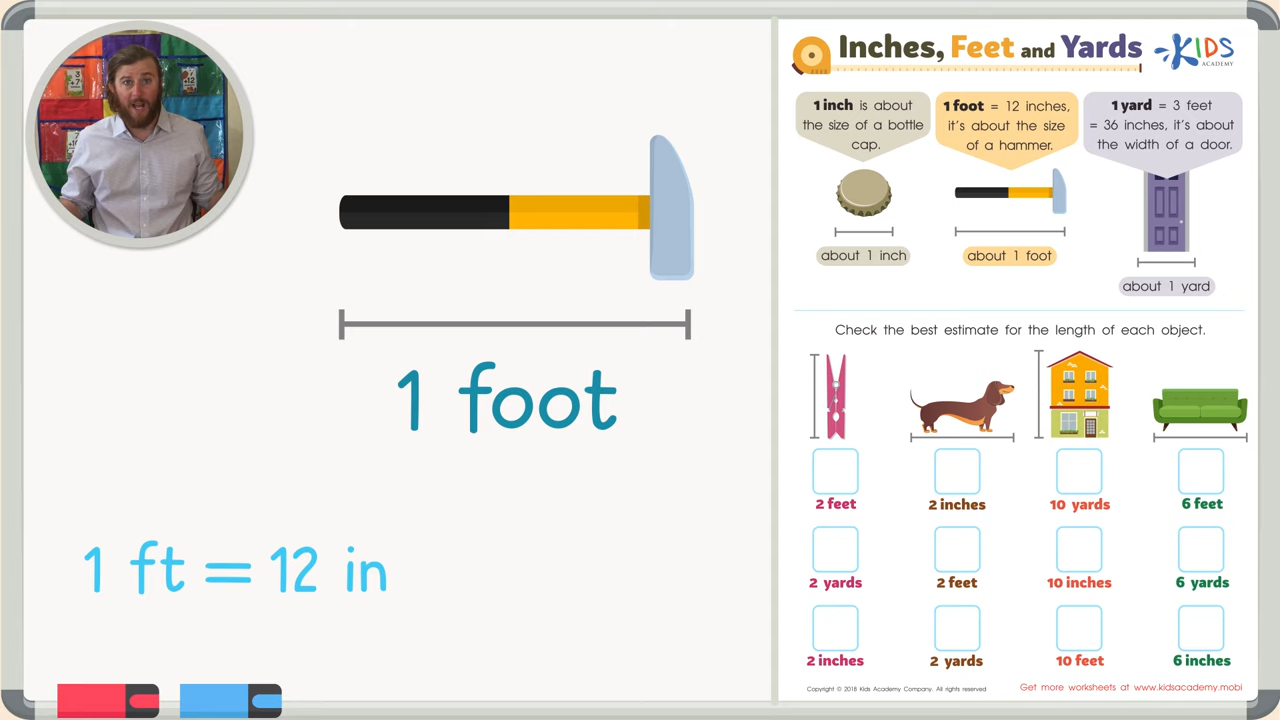 1 foot
1 ft = 12 in
Inches, Feet and Yards
KIDS
ACADEMY
1 inch is about
the size of a bottle
cap.
1 foot = 12 inches,
it's about the size
of a hammer.
1 yard = 3 feet
= 36 inches, it's about
the width of a door.
about 1 inch
about 1 foot
about 1 yard
Check the best estimate for the length of each object.
2 feet
2 inches
10 yards
6 feet
2 yards
2 feet
10 inches
6 yards
2 inches
2 yards
10 feet
6 inches
Copyright © 2018 Kids Academy Company. All rights reserved
Get more worksheets at www.kidsacademy.mobi